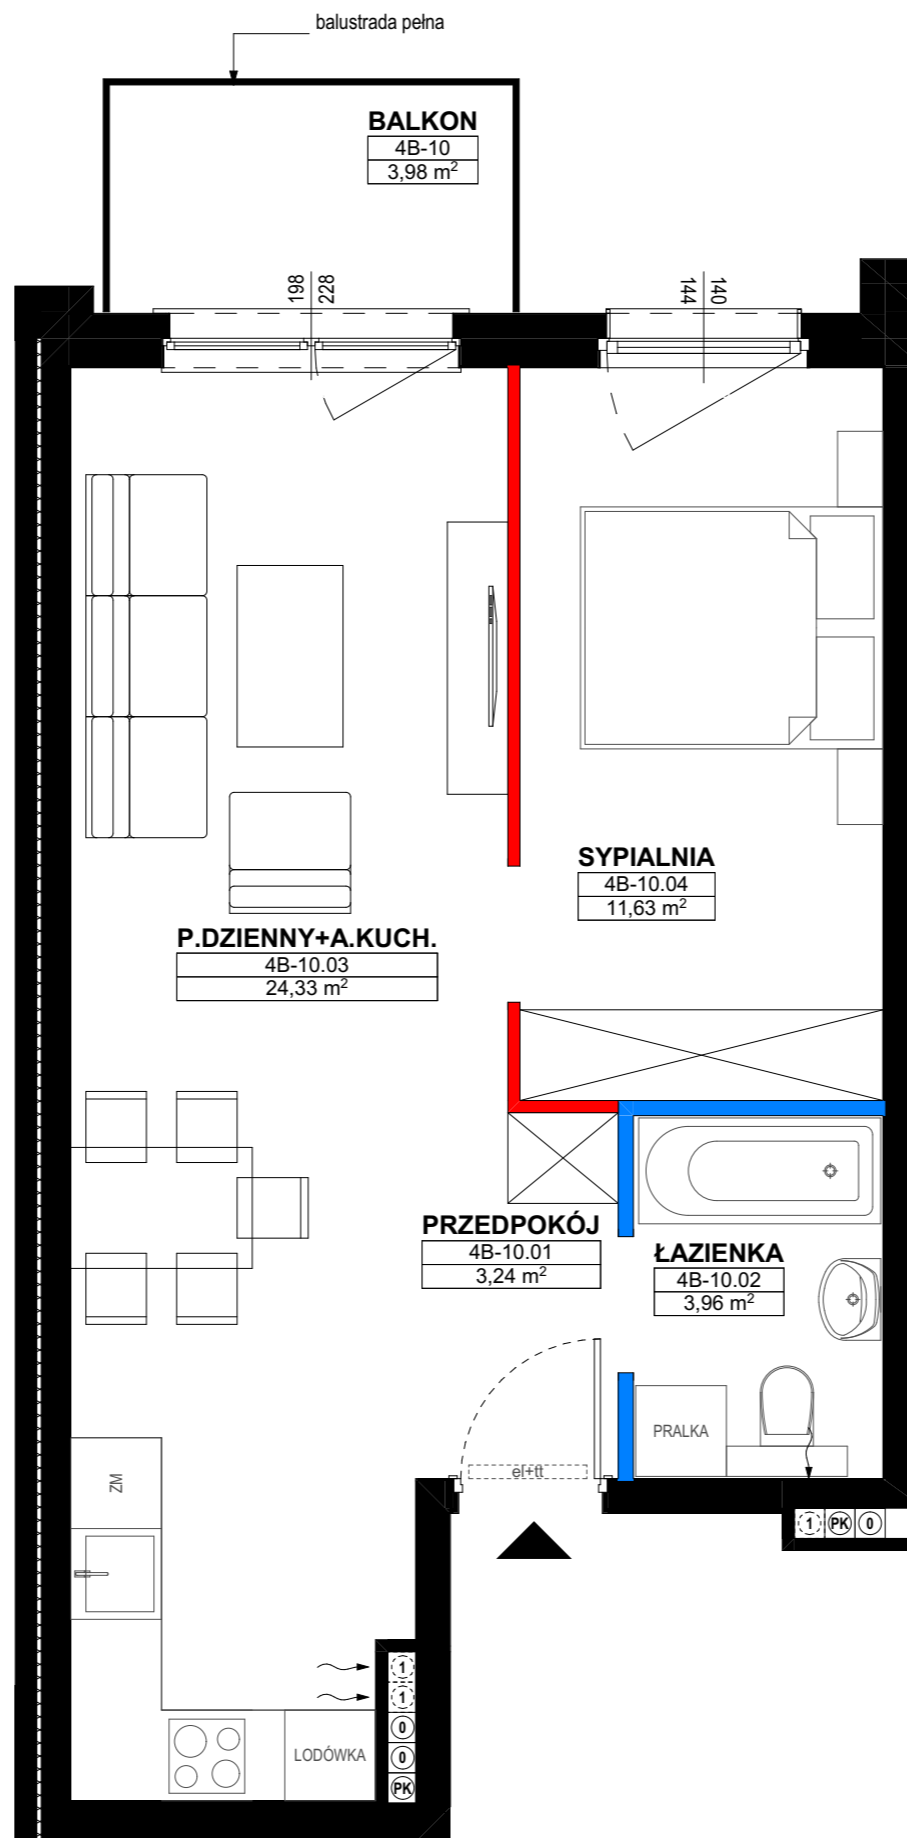 balustrada pełna
BALKON
4B-10
3,98 m²
198
228
144
140
SYPIALNIA
4B-10.04
11,63 m²
P.DZIENNY+A.KUCH.
4B-10.03
24,33 m²
PRZEDPOKÓJ
4B-10.01
3,24 m²
ŁAZIENKA
4B-10.02
3,96 m²
PRALKA
ZM
el+tt
1 PK 0
1
1
0
0
PK
LODÓWKA